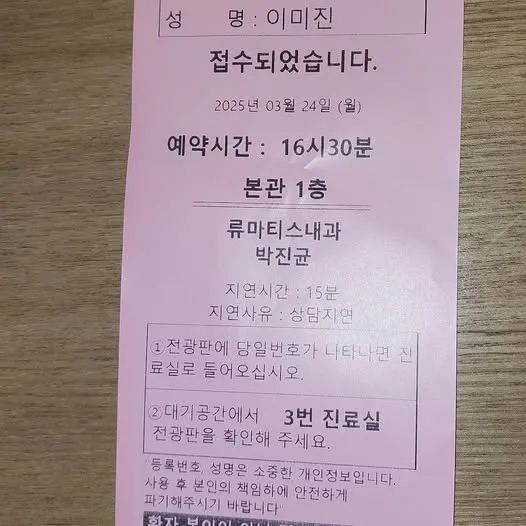 성 명 : 이미진
접수되었습니다.
2025년 03월 24일 (월)
예약시간 : 16시30분
본관 1층
류마티스내과
박진균
지연시간 : 15분
지연사유 : 상담지연
①전광판에 당일번호가 나타나면 진
료실로 들어오십시오.
②대기공간에서 3번 진료실
전광판을 확인해 주세요.
"등록번호, 성명은 소중한 개인정보입니다.
사용 후 본인의 책임하에 안전하게
파기해주시기 바랍니다"